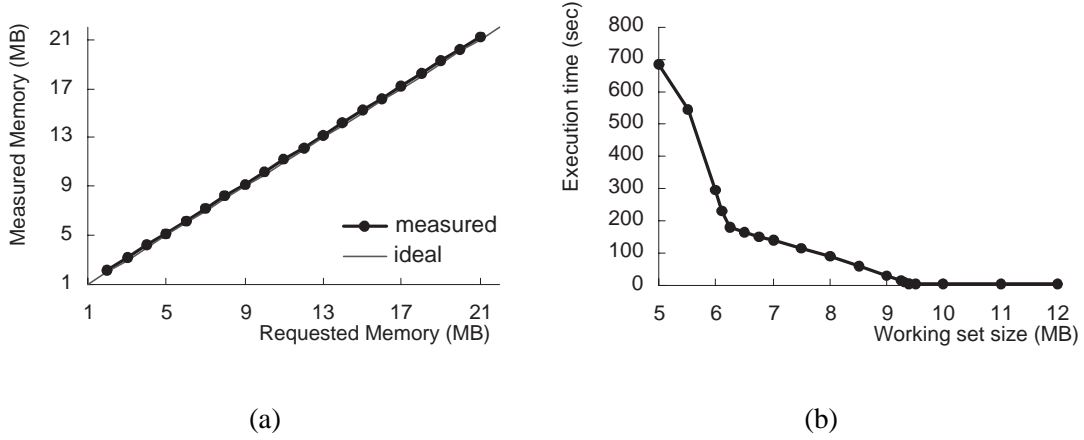 Measured Memory (MB)
21
17
13
9
5
1
measured
ideal
1 5 9 13 17 21
Requested Memory (MB)
(a)
Execution time (sec)
800
700
600
500
400
300
200
100
0
5 6 7 8 9 10 11 12
Working set size (MB)
(b)